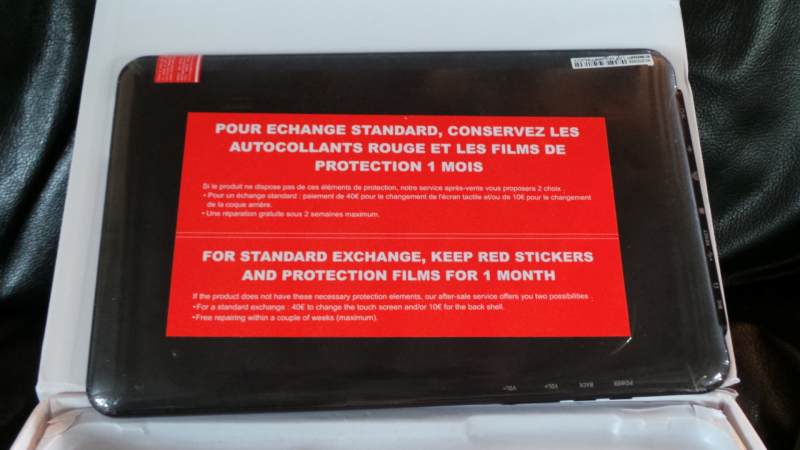 POUR ECHANGE STANDARD, CONSERVEZ LES
AUTOCOLLANTS ROUGE ET LES FILMS DE
PROTECTION 1 MOIS
Si le produit ne dispose pas de ces éléments de protection, notre service après-vente vous proposera 2 choix :
• Pour un échange standard : paiement de 40€ pour le changement de l'écran tactile et/ou de 10€ pour le changement
de la coque arrière.
• Une réparation gratuite sous 2 semaines maximum.
FOR STANDARD EXCHANGE, KEEP RED STICKERS
AND PROTECTION FILMS FOR 1 MONTH
If the product does not have these necessary protection elements, our after-sale service offers you two possibilities :
•For a standard exchange : 40€ to change the touch screen and/or 10€ for the back shell.
•Free repairing within a couple of weeks (maximum).
VOL- VOL+ BACK POWER